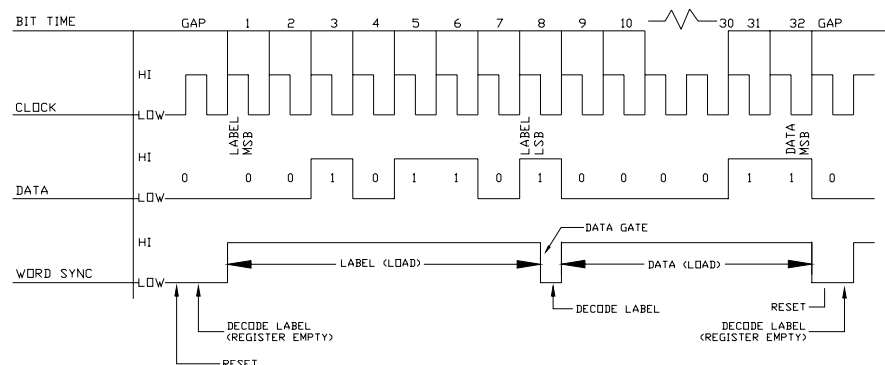 BIT TIME GAP 1 2 3 4 5 6 7 8 9 10 30 31 32 GAP
HI
CLOCK
LOW
LABEL MSB
LABEL LSB
DATA MSB
HI
DATA 0 0 0 1 0 1 1 0 1 0 0 0 0 1 1 0
LOW
DATA GATE
HI
LABEL (LOAD) DATA (LOAD)
WORD SYNC
LOW
DECODE LABEL
RESET
DECODE LABEL
(REGISTER EMPTY)
DECODE LABEL
(REGISTER EMPTY)
RESET